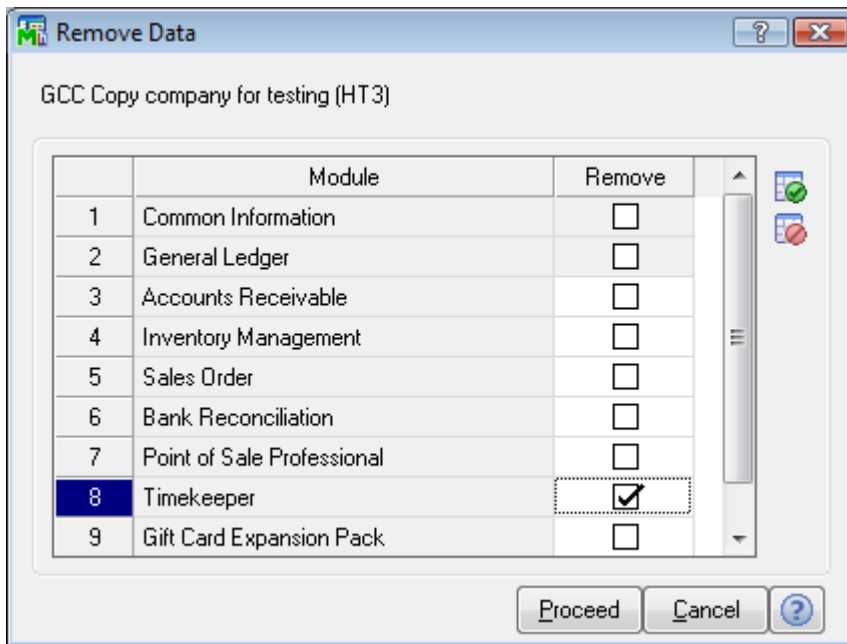 Remove Data
GCC Copy company for testing (HT3)
Module Remove
1 Common Information
2 General Ledger
3 Accounts Receivable
4 Inventory Management
5 Sales Order
6 Bank Reconciliation
7 Point of Sale Professional
8 Timekeeper
9 Gift Card Expansion Pack
Proceed Cancel ?